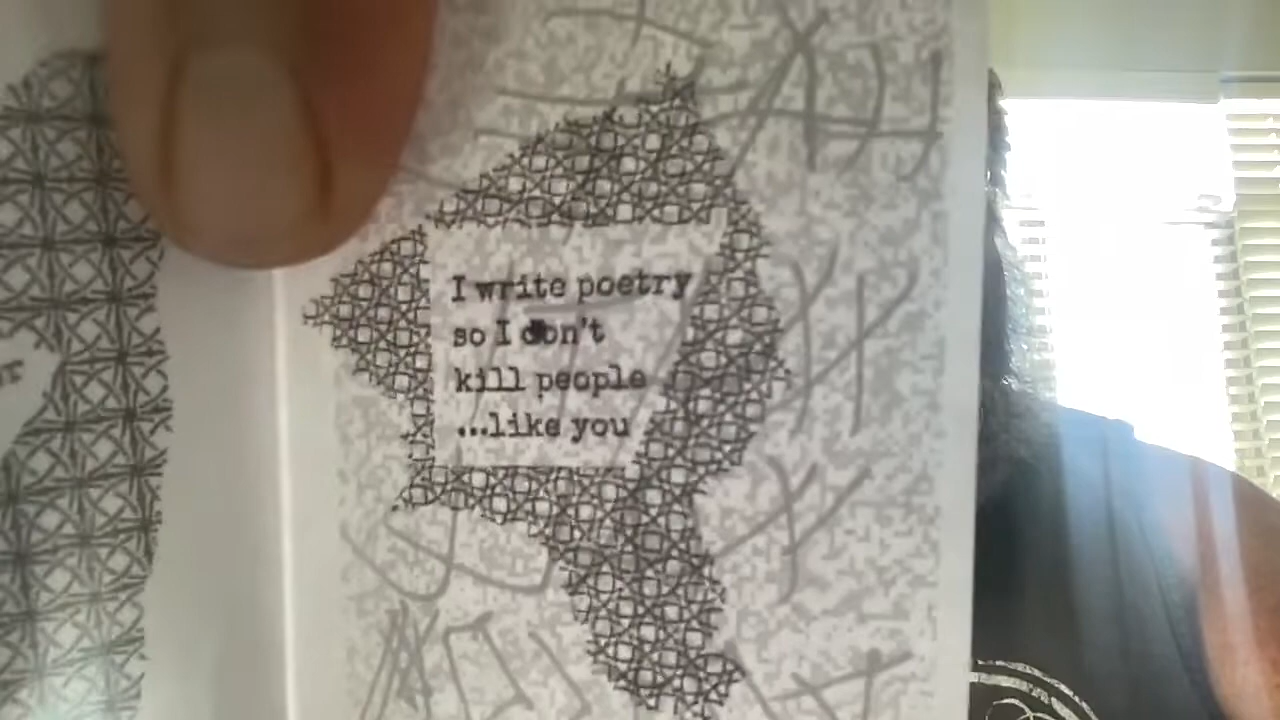 I write poetry
so I don't
kill people
...like you